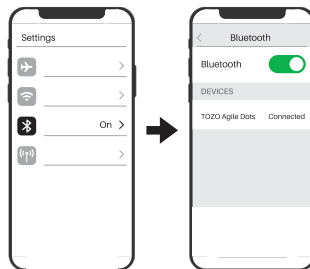 Settings
On
Bluetooth
Bluetooth
DEVICES
TOZO Agile Dots Connected